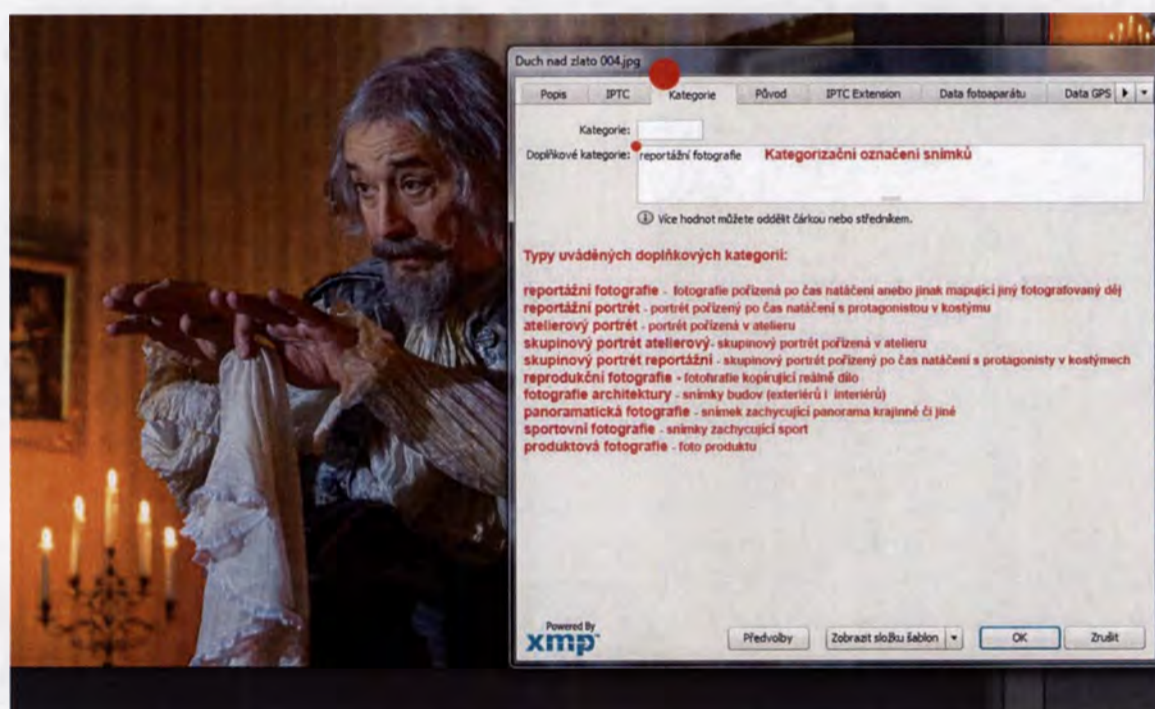 Duch nad zlato 004.jpg
Popis IPTC Kategorie Původ IPTC Extension Data fotoaparátu Data GPS
Kategorie:
Doplňkové kategorie: reportážní fotografie Kategorizační označení snímků
Více hodnot můžete oddělit čárkou nebo středníkem.
Typy uváděných doplňkových kategorií:
reportážní fotografie - fotografie pořízená po čas natáčení anebo jinak mapující jiný fotografovaný děj
reportážní portrét - portrét pořízený po čas natáčení s protagonistou v kostýmu
atelierový portrét - portrét pořízená v atelieru
skupinový portrét atelierový- skupinový portrét pořízená v atelieru
skupinový portrét reportážní - skupinový portrét pořízený po čas natáčení s protagonisty v kostýmech
reprodukční fotografie - fotohrafie kopírující reálné dílo
fotografie architektury - snímky budov (exteriérů i interiérů)
panoramatická fotografie - snímek zachycující panorama krajinné či jiné
sportovní fotografie - snímky zachycující sport
produktová fotografie - foto produktu
Powered By
xmp
Předvolby Zobrazit složku šablon OK Zrušit